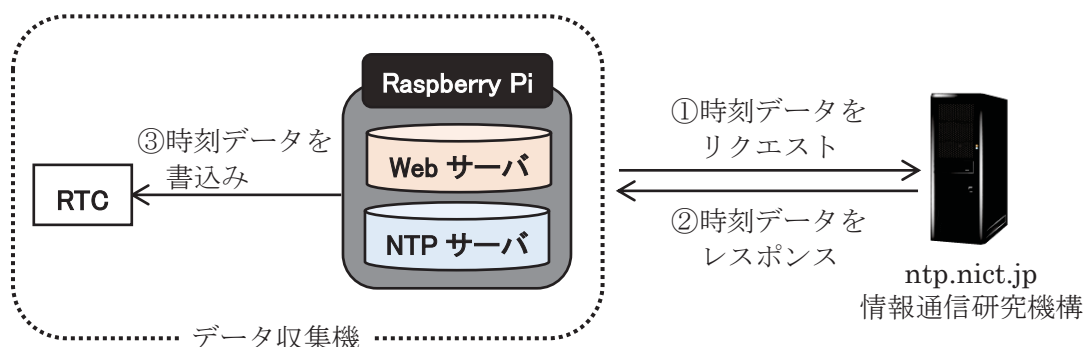 Raspberry Pi
Web サーバ
NTP サーバ
③時刻データを
書込み
RTC
①時刻データを
リクエスト
②時刻データを
レスポンス
ntp.nict.jp
情報通信研究機構
データ収集機